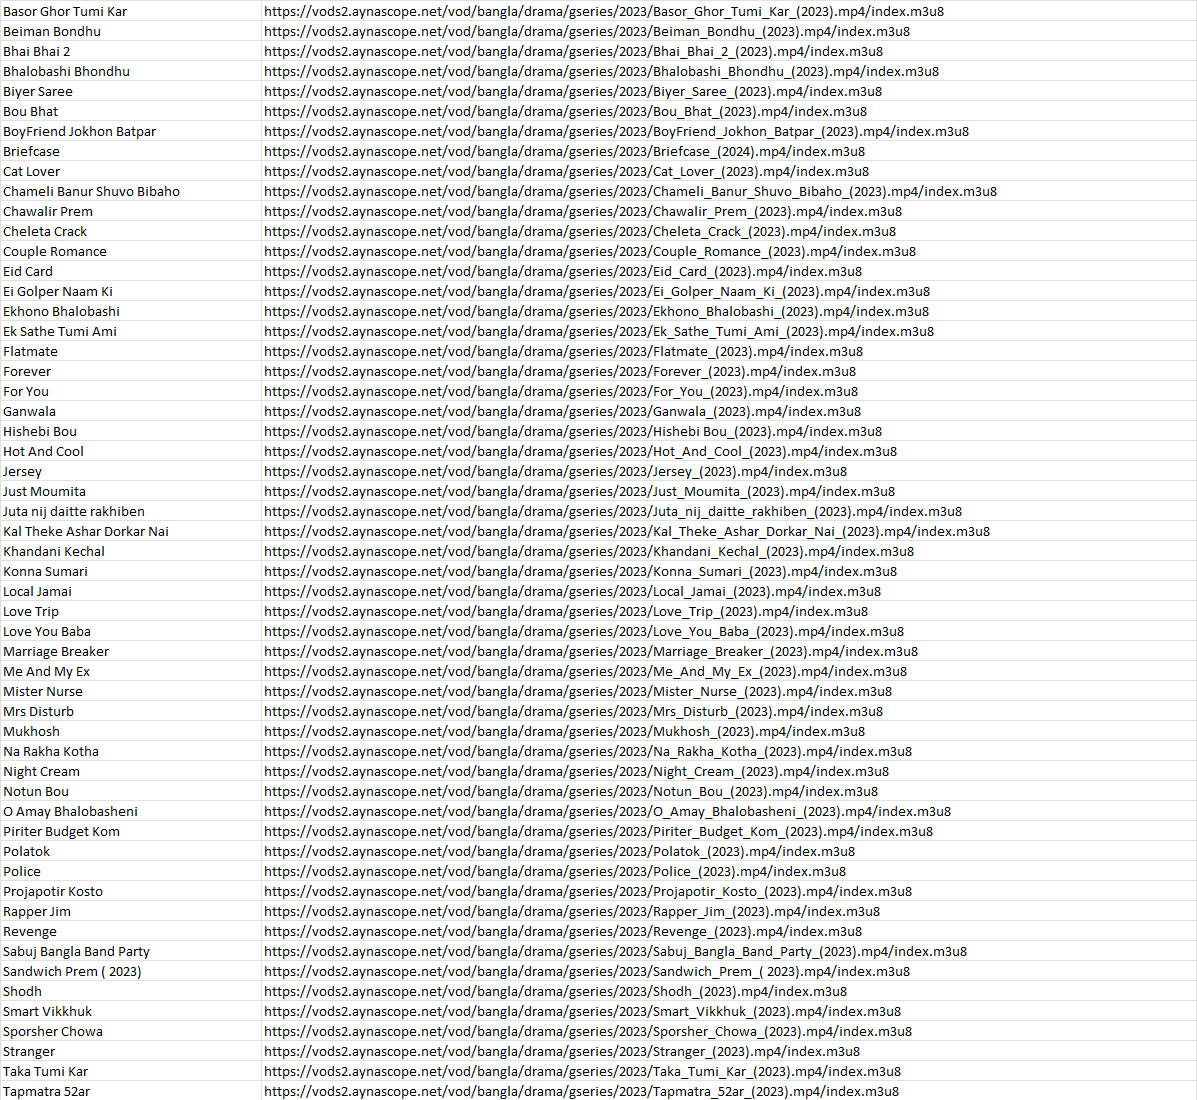 Basor Ghor Tumi Kar https://vods2.aynascope.net/vod/bangla/drama/gseries/2023/Basor_Ghor_Tumi_Kar_(2023).mp4/index.m3u8
Beiman Bondhu https://vods2.aynascope.net/vod/bangla/drama/gseries/2023/Beiman_Bondhu_(2023).mp4/index.m3u8
Bhai Bhai 2 https://vods2.aynascope.net/vod/bangla/drama/gseries/2023/Bhai_Bhai_2_(2023).mp4/index.m3u8
Bhalobashi Bhondhu https://vods2.aynascope.net/vod/bangla/drama/gseries/2023/Bhalobashi_Bhondhu_(2023).mp4/index.m3u8
Biyer Saree https://vods2.aynascope.net/vod/bangla/drama/gseries/2023/Biyer_Saree_(2023).mp4/index.m3u8
Bou Bhat https://vods2.aynascope.net/vod/bangla/drama/gseries/2023/Bou_Bhat_(2023).mp4/index.m3u8
BoyFriend Jokhon Batpar https://vods2.aynascope.net/vod/bangla/drama/gseries/2023/BoyFriend_Jokhon_Batpar_(2023).mp4/index.m3u8
Briefcase https://vods2.aynascope.net/vod/bangla/drama/gseries/2023/Briefcase_(2024).mp4/index.m3u8
Cat Lover https://vods2.aynascope.net/vod/bangla/drama/gseries/2023/Cat_Lover_(2023).mp4/index.m3u8
Chameli Banur Shuvo Bibaho https://vods2.aynascope.net/vod/bangla/drama/gseries/2023/Chameli_Banur_Shuvo_Bibaho_(2023).mp4/index.m3u8
Chawalir Prem https://vods2.aynascope.net/vod/bangla/drama/gseries/2023/Chawalir_Prem_(2023).mp4/index.m3u8
Cheleta Crack https://vods2.aynascope.net/vod/bangla/drama/gseries/2023/Cheleta_Crack_(2023).mp4/index.m3u8
Couple Romance https://vods2.aynascope.net/vod/bangla/drama/gseries/2023/Couple_Romance_(2023).mp4/index.m3u8
Eid Card https://vods2.aynascope.net/vod/bangla/drama/gseries/2023/Eid_Card_(2023).mp4/index.m3u8
Ei Golper Naam Ki https://vods2.aynascope.net/vod/bangla/drama/gseries/2023/Ei_Golper_Naam_Ki_(2023).mp4/index.m3u8
Ekhono Bhalobashi https://vods2.aynascope.net/vod/bangla/drama/gseries/2023/Ekhono_Bhalobashi_(2023).mp4/index.m3u8
Ek Sathe Tumi Ami https://vods2.aynascope.net/vod/bangla/drama/gseries/2023/Ek_Sathe_Tumi_Ami_(2023).mp4/index.m3u8
Flatmate https://vods2.aynascope.net/vod/bangla/drama/gseries/2023/Flatmate_(2023).mp4/index.m3u8
Forever https://vods2.aynascope.net/vod/bangla/drama/gseries/2023/Forever_(2023).mp4/index.m3u8
For You https://vods2.aynascope.net/vod/bangla/drama/gseries/2023/For_You_(2023).mp4/index.m3u8
Ganwala https://vods2.aynascope.net/vod/bangla/drama/gseries/2023/Ganwala_(2023).mp4/index.m3u8
Hishebi Bou https://vods2.aynascope.net/vod/bangla/drama/gseries/2023/Hishebi Bou_(2023).mp4/index.m3u8
Hot And Cool https://vods2.aynascope.net/vod/bangla/drama/gseries/2023/Hot_And_Cool_(2023).mp4/index.m3u8
Jersey https://vods2.aynascope.net/vod/bangla/drama/gseries/2023/Jersey_(2023).mp4/index.m3u8
Just Moumita https://vods2.aynascope.net/vod/bangla/drama/gseries/2023/Just_Moumita_(2023).mp4/index.m3u8
Juta nij daitte rakhiben https://vods2.aynascope.net/vod/bangla/drama/gseries/2023/Juta_nij_daitte_rakhiben_(2023).mp4/index.m3u8
Kal Theke Ashar Dorkar Nai https://vods2.aynascope.net/vod/bangla/drama/gseries/2023/Kal_Theke_Ashar_Dorkar_Nai_(2023).mp4/index.m3u8
Khandani Kechal https://vods2.aynascope.net/vod/bangla/drama/gseries/2023/Khandani_Kechal_(2023).mp4/index.m3u8
Konna Sumari https://vods2.aynascope.net/vod/bangla/drama/gseries/2023/Konna_Sumari_(2023).mp4/index.m3u8
Local Jamai https://vods2.aynascope.net/vod/bangla/drama/gseries/2023/Local_Jamai_(2023).mp4/index.m3u8
Love Trip https://vods2.aynascope.net/vod/bangla/drama/gseries/2023/Love_Trip_(2023).mp4/index.m3u8
Love You Baba https://vods2.aynascope.net/vod/bangla/drama/gseries/2023/Love_You_Baba_(2023).mp4/index.m3u8
Marriage Breaker https://vods2.aynascope.net/vod/bangla/drama/gseries/2023/Marriage_Breaker_(2023).mp4/index.m3u8
Me And My Ex https://vods2.aynascope.net/vod/bangla/drama/gseries/2023/Me_And_My_Ex_(2023).mp4/index.m3u8
Mister Nurse https://vods2.aynascope.net/vod/bangla/drama/gseries/2023/Mister_Nurse_(2023).mp4/index.m3u8
Mrs Disturb https://vods2.aynascope.net/vod/bangla/drama/gseries/2023/Mrs_Disturb_(2023).mp4/index.m3u8
Mukhosh https://vods2.aynascope.net/vod/bangla/drama/gseries/2023/Mukhosh_(2023).mp4/index.m3u8
Na Rakha Kotha https://vods2.aynascope.net/vod/bangla/drama/gseries/2023/Na_Rakha_Kotha_(2023).mp4/index.m3u8
Night Cream https://vods2.aynascope.net/vod/bangla/drama/gseries/2023/Night_Cream_(2023).mp4/index.m3u8
Notun Bou https://vods2.aynascope.net/vod/bangla/drama/gseries/2023/Notun_Bou_(2023).mp4/index.m3u8
O Amay Bhalobasheni https://vods2.aynascope.net/vod/bangla/drama/gseries/2023/O_Amay_Bhalobasheni_(2023).mp4/index.m3u8
Piriter Budget Kom https://vods2.aynascope.net/vod/bangla/drama/gseries/2023/Piriter_Budget_Kom_(2023).mp4/index.m3u8
Polatok https://vods2.aynascope.net/vod/bangla/drama/gseries/2023/Polatok_(2023).mp4/index.m3u8
Police https://vods2.aynascope.net/vod/bangla/drama/gseries/2023/Police_(2023).mp4/index.m3u8
Projapotir Kosto https://vods2.aynascope.net/vod/bangla/drama/gseries/2023/Projapotir_Kosto_(2023).mp4/index.m3u8
Rapper Jim https://vods2.aynascope.net/vod/bangla/drama/gseries/2023/Rapper_Jim_(2023).mp4/index.m3u8
Revenge https://vods2.aynascope.net/vod/bangla/drama/gseries/2023/Revenge_(2023).mp4/index.m3u8
Sabuj Bangla Band Party https://vods2.aynascope.net/vod/bangla/drama/gseries/2023/Sabuj_Bangla_Band_Party_(2023).mp4/index.m3u8
Sandwich Prem ( 2023) https://vods2.aynascope.net/vod/bangla/drama/gseries/2023/Sandwich_Prem_( 2023).mp4/index.m3u8
Shodh https://vods2.aynascope.net/vod/bangla/drama/gseries/2023/Shodh_(2023).mp4/index.m3u8
Smart Vikkhuk https://vods2.aynascope.net/vod/bangla/drama/gseries/2023/Smart_Vikkhuk_(2023).mp4/index.m3u8
Sporsher Chowa https://vods2.aynascope.net/vod/bangla/drama/gseries/2023/Sporsher_Chowa_(2023).mp4/index.m3u8
Stranger https://vods2.aynascope.net/vod/bangla/drama/gseries/2023/Stranger_(2023).mp4/index.m3u8
Taka Tumi Kar https://vods2.aynascope.net/vod/bangla/drama/gseries/2023/Taka_Tumi_Kar_(2023).mp4/index.m3u8
Tapmatra 52ar https://vods2.aynascope.net/vod/bangla/drama/gseries/2023/Tapmatra_52ar_(2023).mp4/index.m3u8